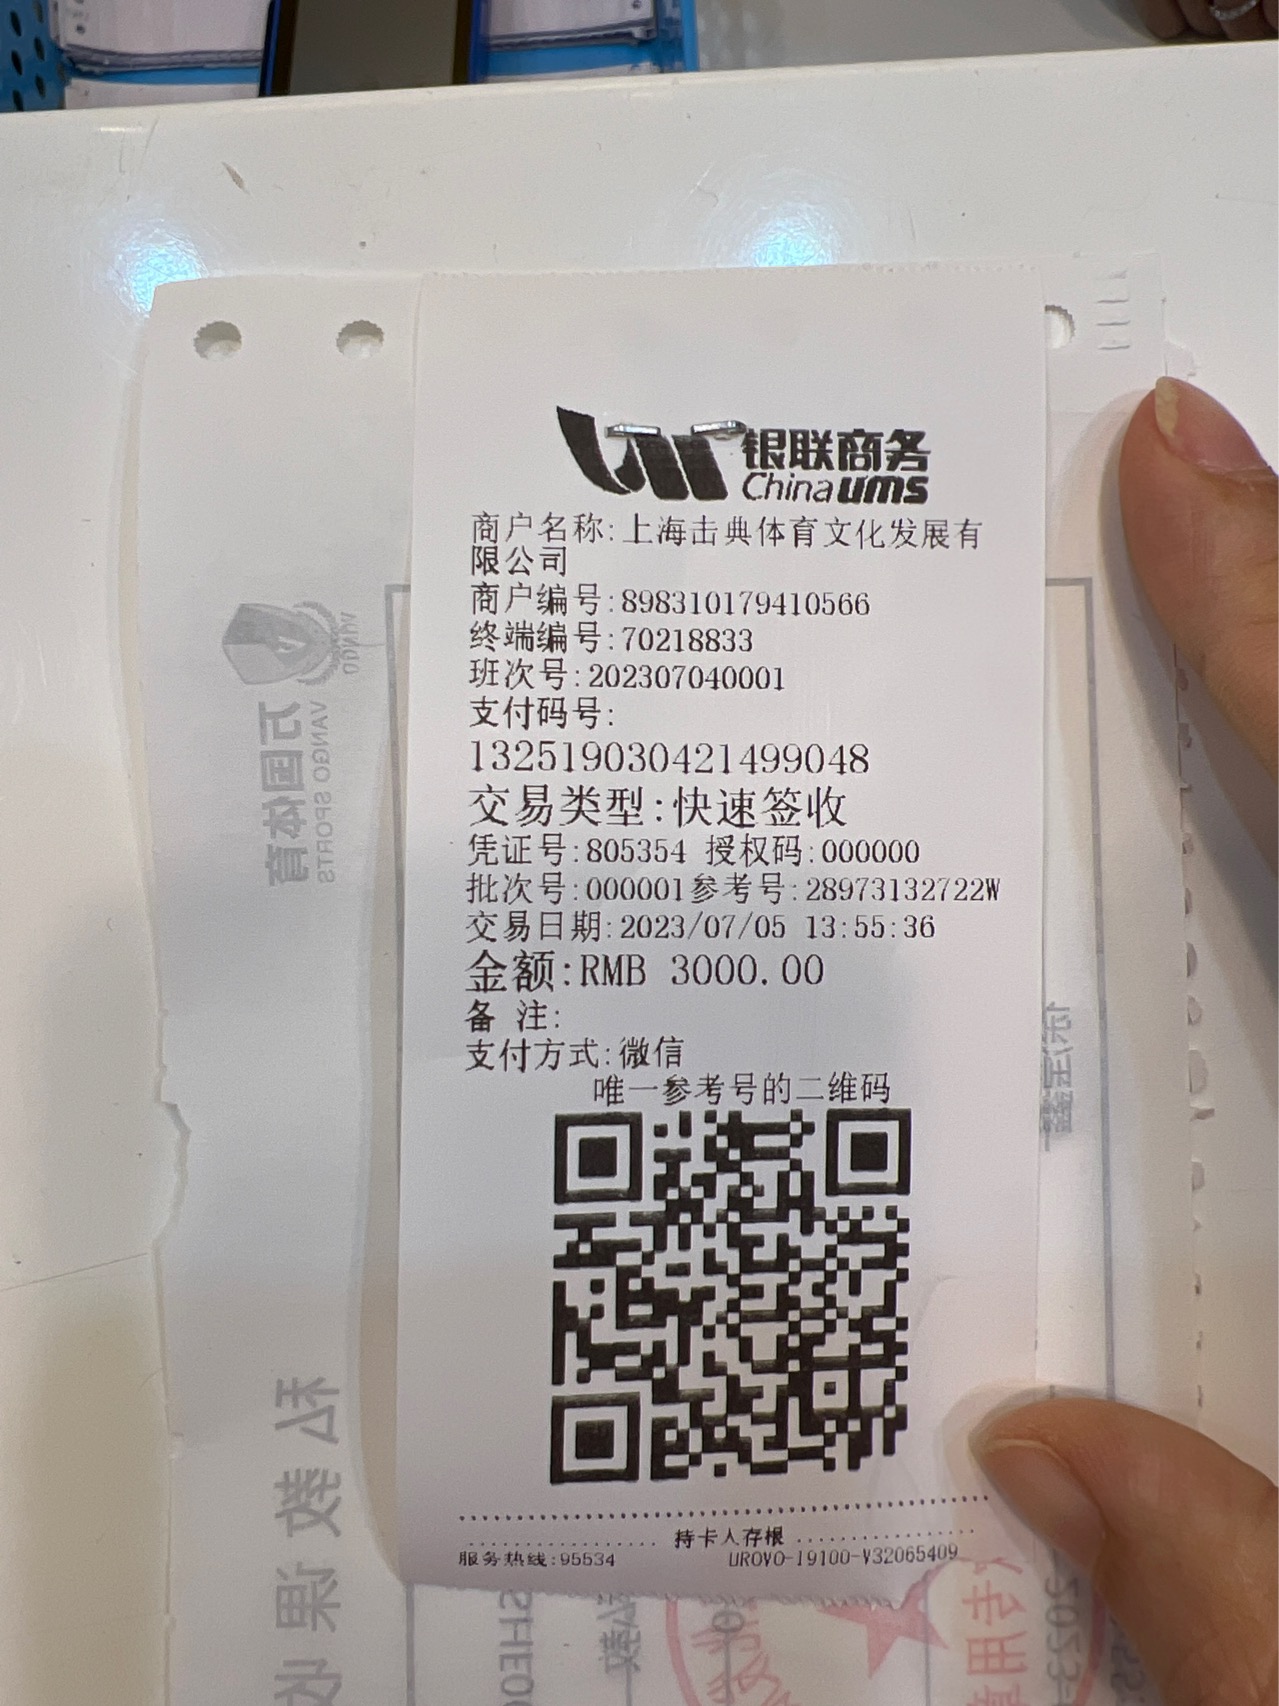 银联商务
China ums
商户名称:上海击典体育文化发展有
限公司
商户编号:898310179410566
终端编号:70218833
班次号:202307040001
支付码号:
132519030421499048
交易类型:快速签收
凭证号:805354 授权码:000000
批次号:000001参考号:28973132722W
交易日期:2023/07/05 13:55:36
金额:RMB 3000.00
备 注:
支付方式:微信
唯一参考号的二维码
持卡人存根
服务热线:95534 UROVO-I9100-V32065409
万国体育
VANGO SPORTS